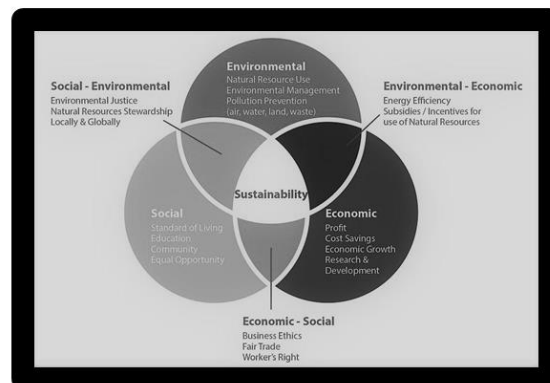 Environmental
Natural Resource Use
Environmental Management
Pollution Prevention
(air, water, land, waste)
Social - Environmental
Environmental Justice
Natural Resources Stewardship
Locally & Globally
Environmental - Economic
Energy Efficiency
Subsidies / Incentives for
use of Natural Resources
Sustainability
Social
Standard of Living
Education
Community
Equal Opportunity
Economic
Profit
Cost Savings
Economic Growth
Research &
Development
Economic - Social
Business Ethics
Fair Trade
Worker's Right